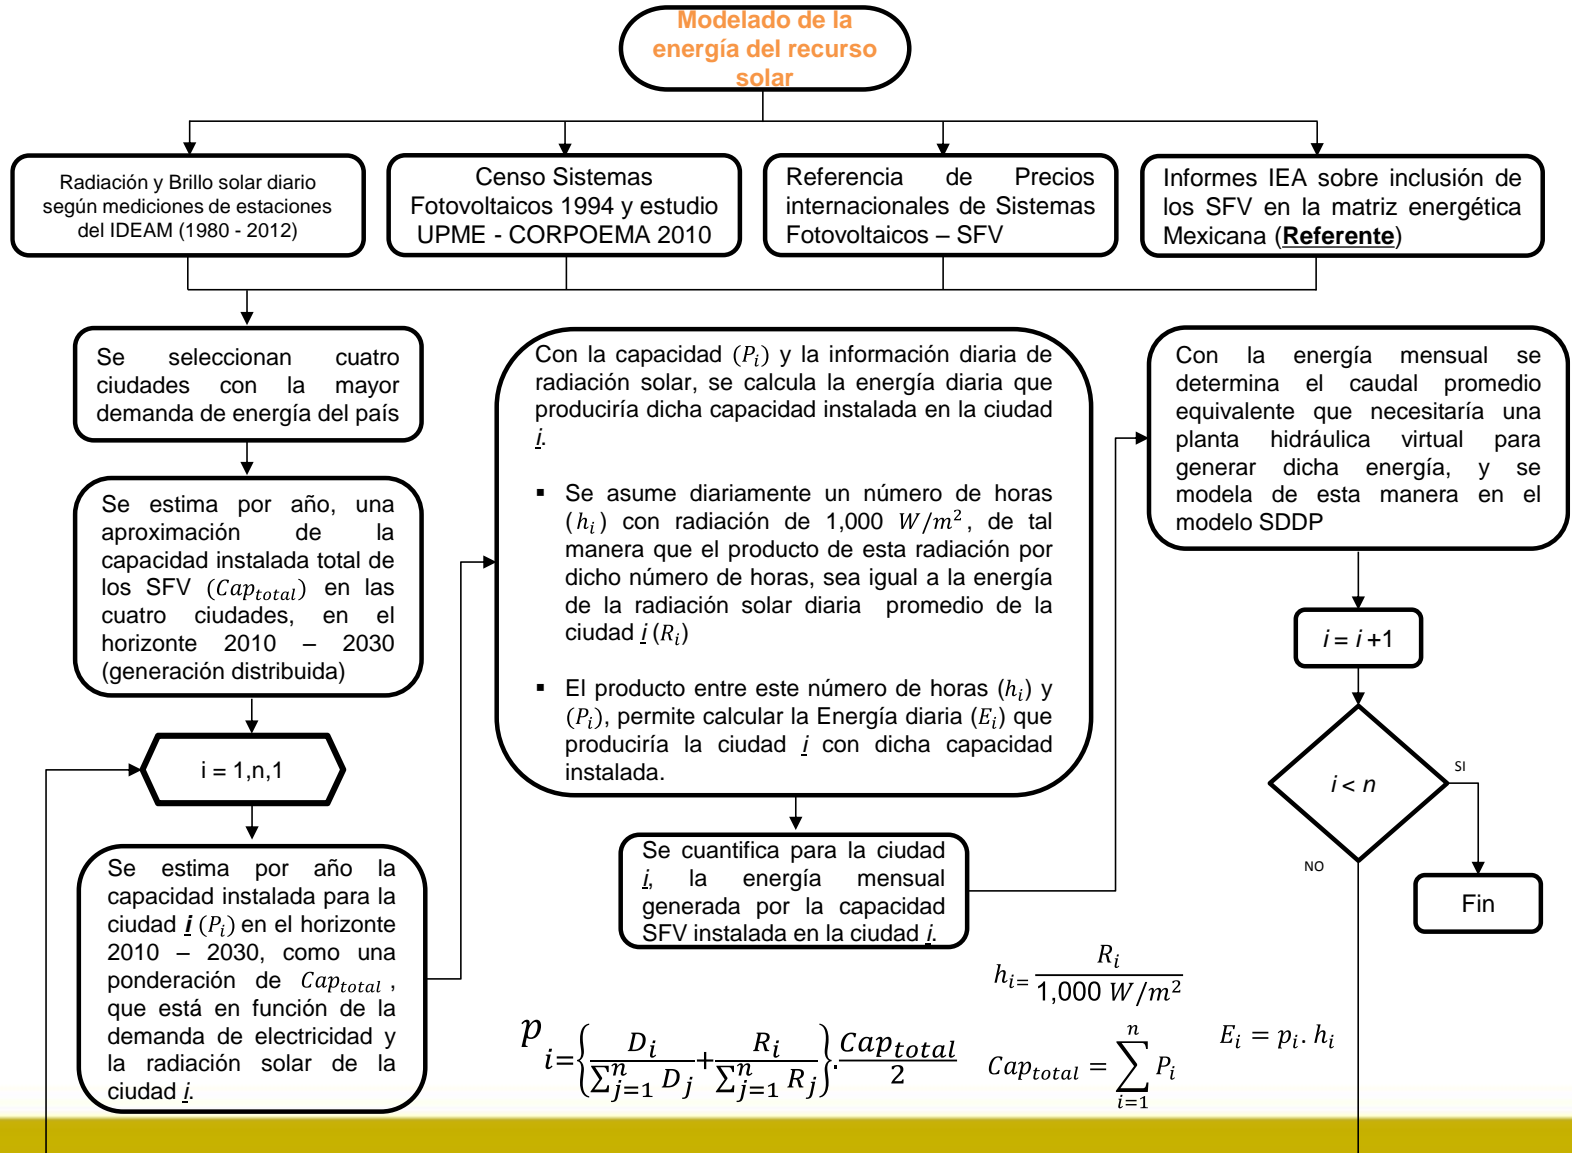 Modelado de la
energía del recurso
solar
Radiación y Brillo solar diario
según mediciones de estaciones
del IDEAM (1980 - 2012)
Censo Sistemas
Fotovoltaicos 1994 y estudio
UPME - CORPOEMA 2010
Referencia de Precios
internacionales de Sistemas
Fotovoltaicos – SFV
Informes IEA sobre inclusión de
los SFV en la matriz energética
Mexicana (Referente)
Se seleccionan cuatro
ciudades con la mayor
demanda de energía del país
Se estima por año, una
aproximación de la
capacidad instalada total de
los SFV (Cap_total) en las
cuatro ciudades, en el
horizonte 2010 – 2030
(generación distribuida)
i = 1,n,1
Se estima por año la
capacidad instalada para la
ciudad i (P_i) en el horizonte
2010 – 2030, como una
ponderación de Cap_total ,
que está en función de la
demanda de electricidad y
la radiación solar de la
ciudad i.
Con la capacidad (P_i) y la información diaria de
radiación solar, se calcula la energía diaria que
produciría dicha capacidad instalada en la ciudad
i.
▪ Se asume diariamente un número de horas
(h_i) con radiación de 1,000 W/m², de tal
manera que el producto de esta radiación por
dicho número de horas, sea igual a la energía
de la radiación solar diaria promedio de la
ciudad i (R_i)
▪ El producto entre este número de horas (h_i) y
(P_i), permite calcular la Energía diaria (E_i) que
produciría la ciudad i con dicha capacidad
instalada.
Se cuantifica para la ciudad
i, la energía mensual
generada por la capacidad
SFV instalada en la ciudad i.
Con la energía mensual se
determina el caudal promedio
equivalente que necesitaría una
planta hidráulica virtual para
generar dicha energía, y se
modela de esta manera en el
modelo SDDP
i = i +1
i < n
SI
NO
Fin
h_i= R_i / 1,000 W/m²
p_i={D_i / ∑_{j=1}^n D_j + R_i / ∑_{j=1}^n R_j}.Cap_total / 2
Cap_total = ∑_{i=1}^n P_i
E_i = p_i. h_i